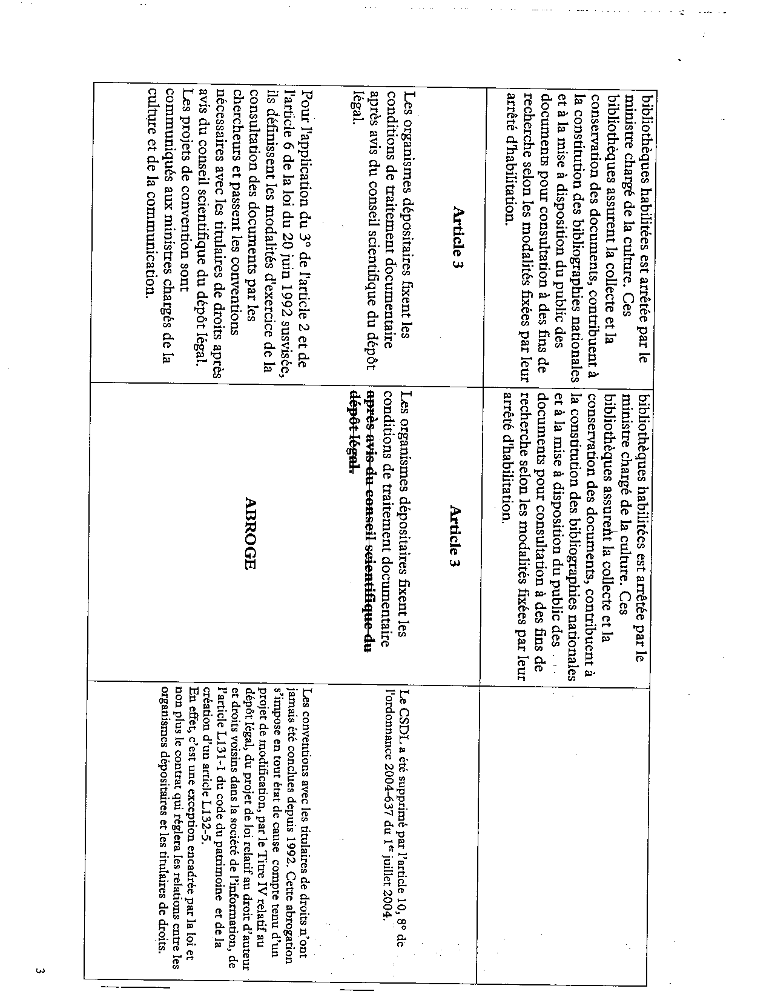 bibliothèques habilitées est arrêtée par le
ministre chargé de la culture. Ces
bibliothèques assurent la collecte et la
conservation des documents, contribuent à
la constitution des bibliographies nationales
et à la mise à disposition du public des
documents pour consultation à des fins de
recherche selon les modalités fixées par leur
arrêté d'habilitation.
bibliothèques habilitées est arrêtée par le
ministre chargé de la culture. Ces
bibliothèques assurent la collecte et la
conservation des documents, contribuent à
la constitution des bibliographies nationales
et à la mise à disposition du public des
documents pour consultation à des fins de
recherche selon les modalités fixées par leur
arrêté d'habilitation.
Article 3
Les organismes dépositaires fixent les
conditions de traitement documentaire
après avis du conseil scientifique du dépôt
légal.
Pour l'application du 3° de l'article 2 et de
l'article 6 de la loi du 20 juin 1992 susvisée,
ils définissent les modalités d'exercice de la
consultation des documents par les
chercheurs et passent les conventions
nécessaires avec les titulaires de droits après
avis du conseil scientifique du dépôt légal.
Les projets de convention sont
communiqués aux ministres chargés de la
culture et de la communication.
Article 3
Les organismes dépositaires fixent les
conditions de traitement documentaire
après avis du conseil scientifique du
dépôt légal.
ABROGE
Le CSDL a été supprimé par l'article 10, 8° de
l'ordonnance 2004-637 du 1er juillet 2004.
Les conventions avec les titulaires de droits n'ont
jamais été conclues depuis 1992. Cette abrogation
s'impose en tout état de cause compte tenu d'un
projet de modification, par le Titre IV relatif au
dépôt légal, du projet de loi relatif au droit d'auteur
et droits voisins dans la société de l'information, de
l'article L131-1 du code du patrimoine et de la
création d'un article L132-5.
En effet, c'est une exception encadrée par la loi et
non plus le contrat qui réglera les relations entre les
organismes dépositaires et les titulaires de droits.
3